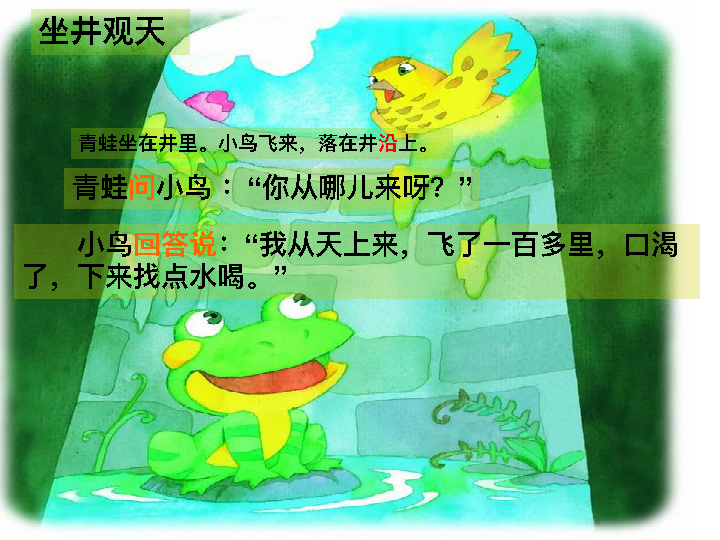 坐井观天
青蛙坐在井里。小鸟飞来，落在井沿上。
青蛙问小鸟：“你从哪儿来呀？”
小鸟回答说：“我从天上来，飞了一百多里，口渴
了，下来找点水喝。”